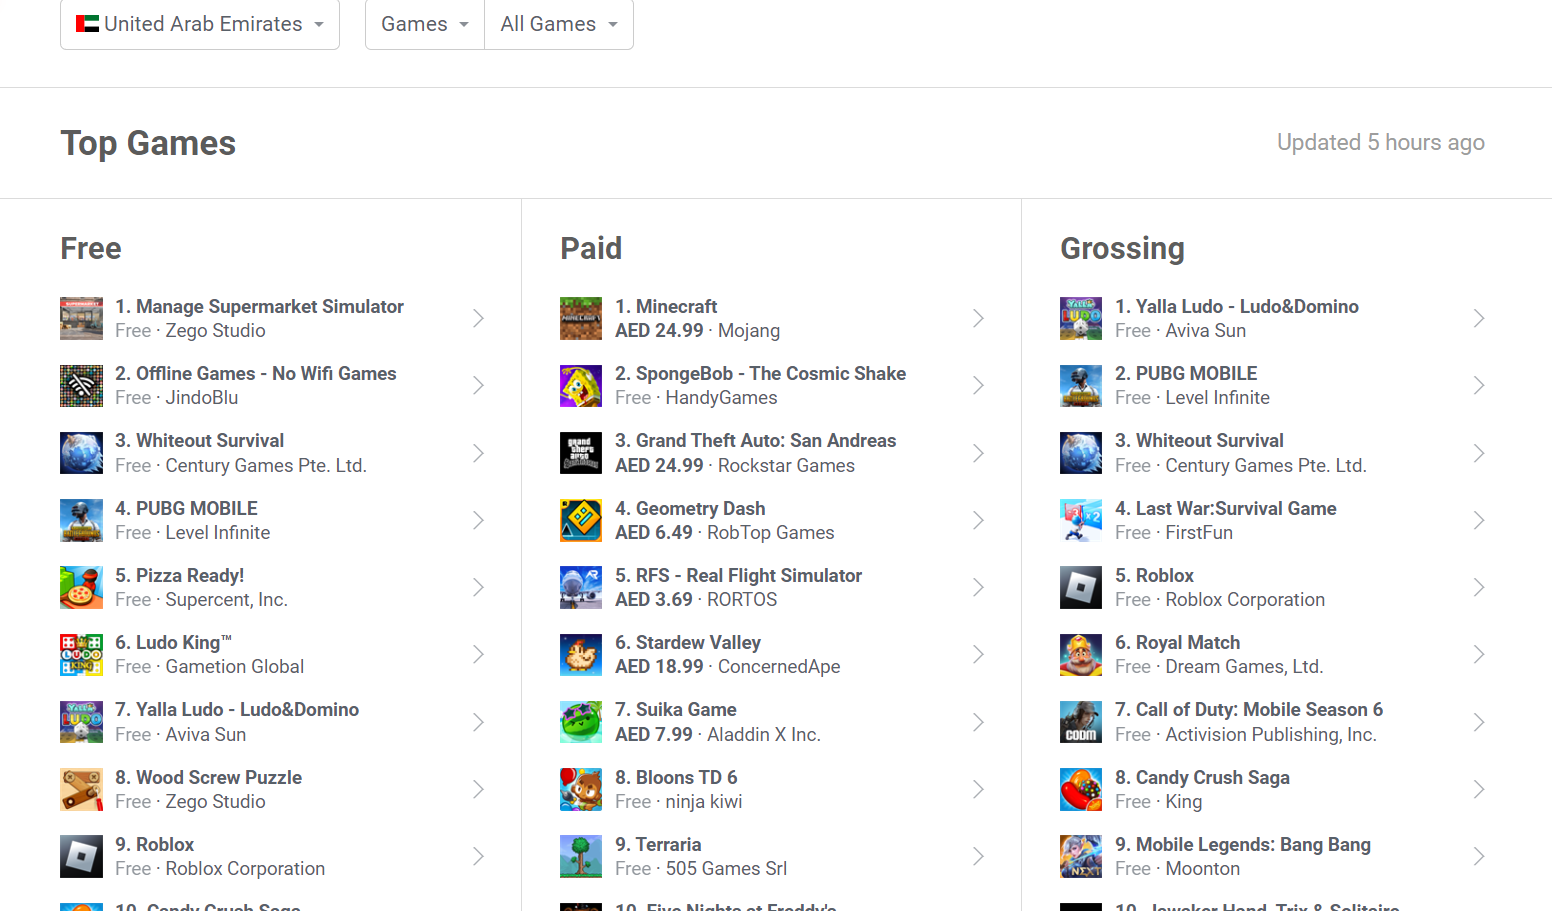 United Arab Emirates
Games
All Games
Top Games
Updated 5 hours ago
Free
1. Manage Supermarket Simulator
Free · Zego Studio
2. Offline Games - No Wifi Games
Free · JindoBlu
3. Whiteout Survival
Free · Century Games Pte. Ltd.
4. PUBG MOBILE
Free · Level Infinite
5. Pizza Ready!
Free · Supercent, Inc.
6. Ludo King™
Free · Gametion Global
7. Yalla Ludo - Ludo&Domino
Free · Aviva Sun
8. Wood Screw Puzzle
Free · Zego Studio
9. Roblox
Free · Roblox Corporation
10. Candy Crush Saga
Paid
1. Minecraft
AED 24.99 · Mojang
2. SpongeBob - The Cosmic Shake
Free · HandyGames
3. Grand Theft Auto: San Andreas
AED 24.99 · Rockstar Games
4. Geometry Dash
AED 6.49 · RobTop Games
5. RFS - Real Flight Simulator
AED 3.69 · RORTOS
6. Stardew Valley
AED 18.99 · ConcernedApe
7. Suika Game
AED 7.99 · Aladdin X Inc.
8. Bloons TD 6
Free · ninja kiwi
9. Terraria
Free · 505 Games Srl
10. Five Nights at Freddy's
Grossing
1. Yalla Ludo - Ludo&Domino
Free · Aviva Sun
2. PUBG MOBILE
Free · Level Infinite
3. Whiteout Survival
Free · Century Games Pte. Ltd.
4. Last War:Survival Game
Free · FirstFun
5. Roblox
Free · Roblox Corporation
6. Royal Match
Free · Dream Games, Ltd.
7. Call of Duty: Mobile Season 6
Free · Activision Publishing, Inc.
8. Candy Crush Saga
Free · King
9. Mobile Legends: Bang Bang
Free · Moonton
10. Jawaker Hand, Trix & Solitaire